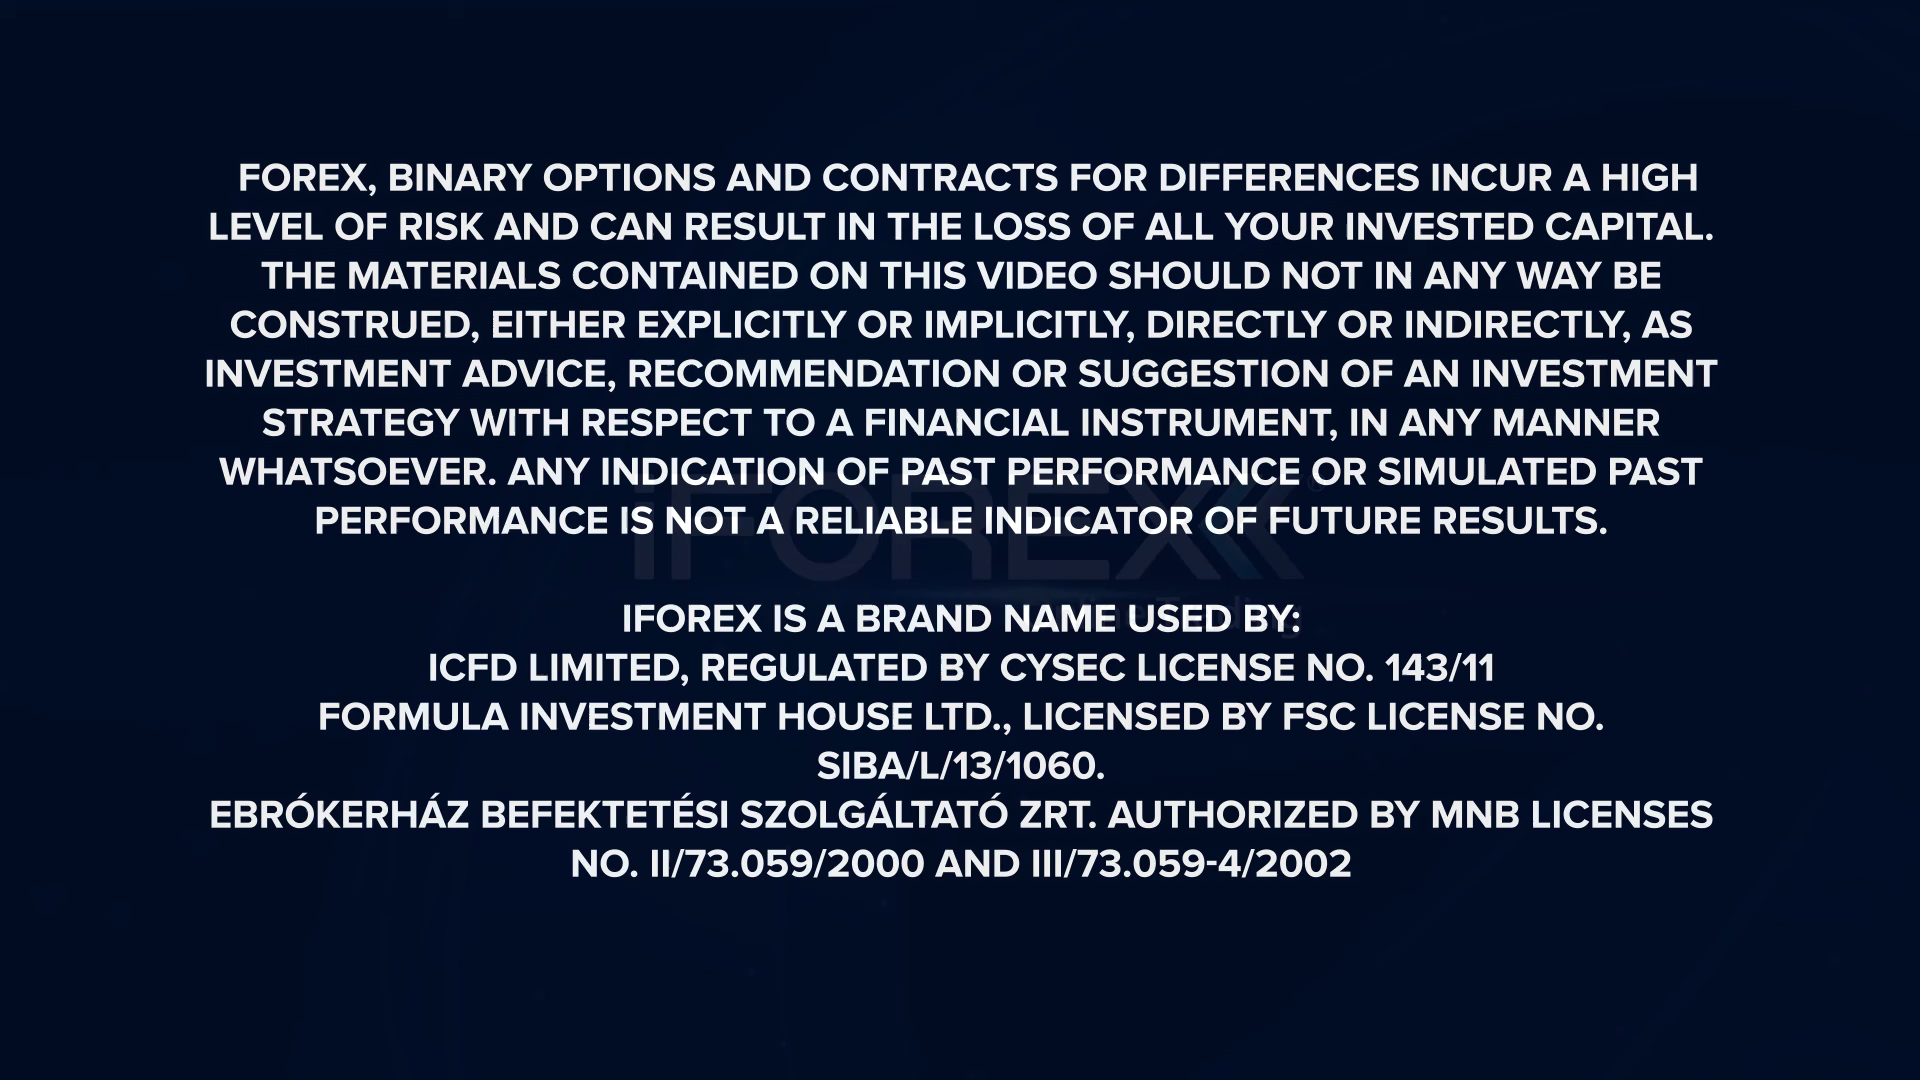 FOREX, BINARY OPTIONS AND CONTRACTS FOR DIFFERENCES INCUR A HIGH
LEVEL OF RISK AND CAN RESULT IN THE LOSS OF ALL YOUR INVESTED CAPITAL.
THE MATERIALS CONTAINED ON THIS VIDEO SHOULD NOT IN ANY WAY BE
CONSTRUED, EITHER EXPLICITLY OR IMPLICITLY, DIRECTLY OR INDIRECTLY, AS
INVESTMENT ADVICE, RECOMMENDATION OR SUGGESTION OF AN INVESTMENT
STRATEGY WITH RESPECT TO A FINANCIAL INSTRUMENT, IN ANY MANNER
WHATSOEVER. ANY INDICATION OF PAST PERFORMANCE OR SIMULATED PAST
PERFORMANCE IS NOT A RELIABLE INDICATOR OF FUTURE RESULTS.
iFOREX
IFOREX IS A BRAND NAME USED BY:
ICFD LIMITED, REGULATED BY CYSEC LICENSE NO. 143/11
FORMULA INVESTMENT HOUSE LTD., LICENSED BY FSC LICENSE NO.
SIBA/L/13/1060.
EBRÓKERHÁZ BEFEKTETÉSI SZOLGÁLTATÓ ZRT. AUTHORIZED BY MNB LICENSES
NO. II/73.059/2000 AND III/73.059-4/2002